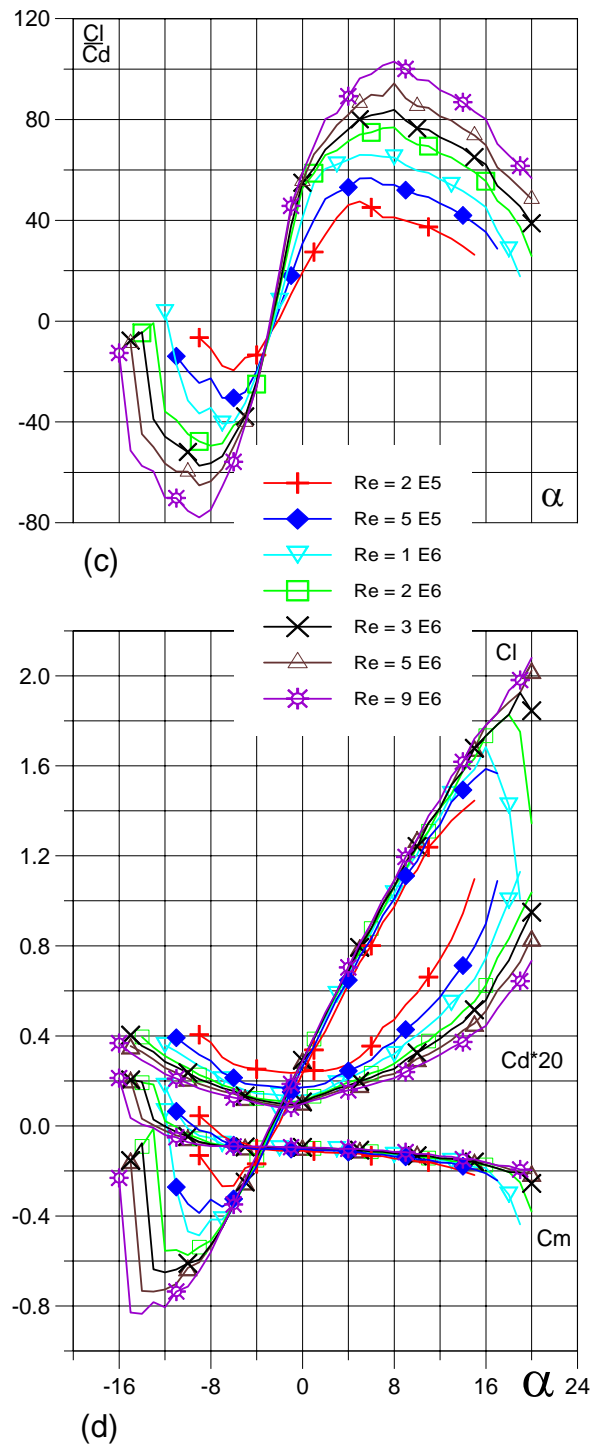 Cl
Cd
120
80
40
0
-40
-80
α
(c)
Re = 2 E5
Re = 5 E5
Re = 1 E6
Re = 2 E6
Re = 3 E6
Re = 5 E6
Re = 9 E6
Cl
2.0
1.6
1.2
0.8
0.4
Cd*20
0.0
-0.4
Cm
-0.8
-16 -8 0 8 16 α 24
(d)